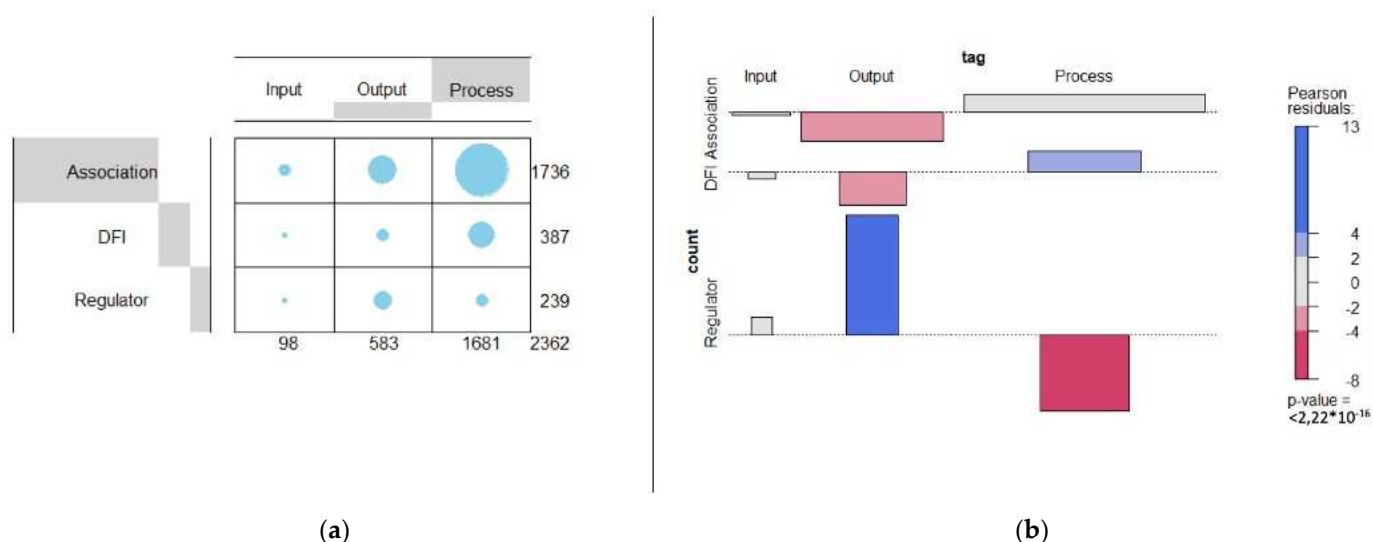 Input Output Process
Association 1736
DFI 387
Regulator 239
98 583 1681 2362
(a)
tag
Input Output Process
Association
DFI
Regulator
count
Pearson
residuals:
13
4
2
0
-2
-4
-8
p-value =
<2,22*10⁻¹⁶
(b)